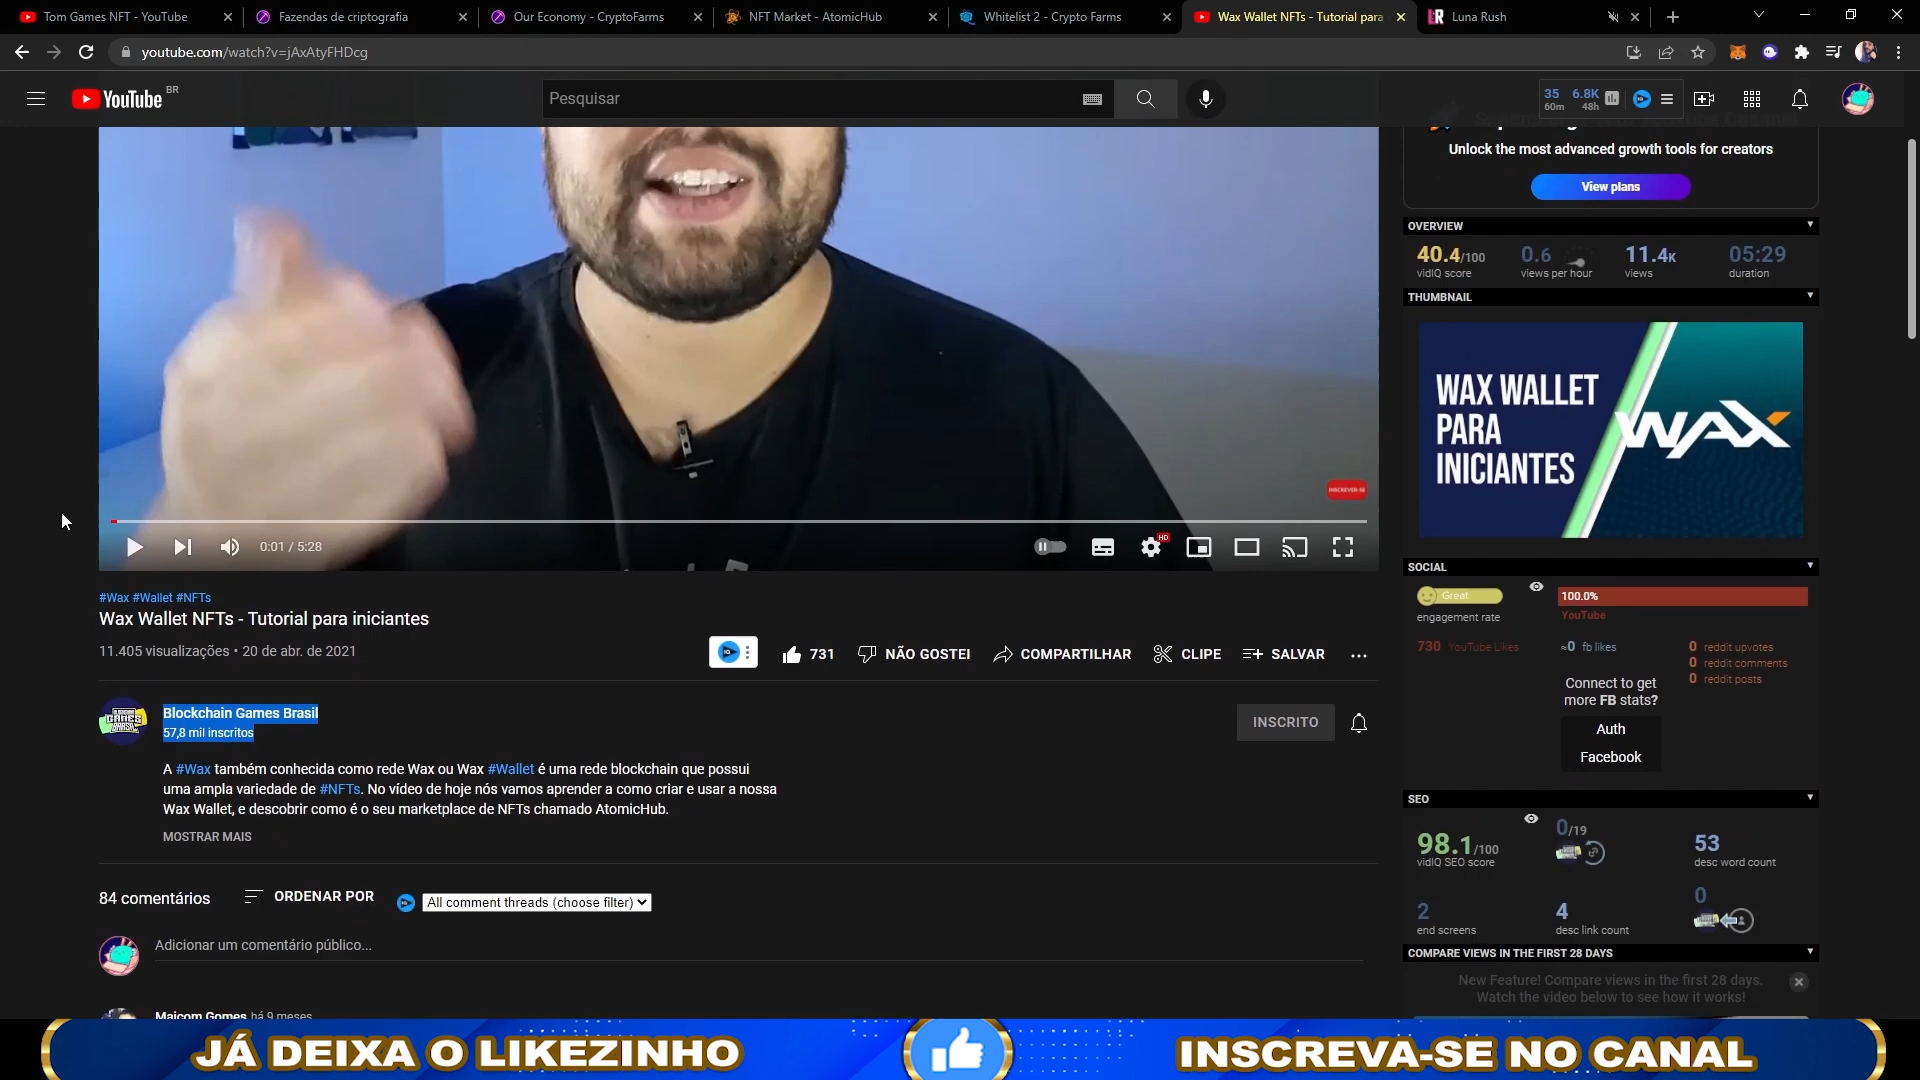 Tom Games NFT - YouTube
Fazendas de criptografia
Our Economy - CryptoFarms
NFT Market - AtomicHub
Whitelist 2 - Crypto Farms
Wax Wallet NFTs - Tutorial para
Luna Rush
youtube.com/watch?v=jAxAtyFHDcg
YouTube BR
Pesquisar
35 6.8K
60m 48h
Unlock the most advanced growth tools for creators
View plans
OVERVIEW
40.4/100 0.6 11.4K 05:29
vidIQ score views per hour views duration
THUMBNAIL
WAX WALLET
PARA
INICIANTES
WAX
INSCREVER-SE
0:01 / 5:28
HD
SOCIAL
Great
engagement rate
100.0%
YouTube
730 YouTube Likes
≈0 fb likes
0 reddit upvotes
0 reddit comments
0 reddit posts
Connect to get
more FB stats?
Auth
Facebook
#Wax #Wallet #NFTs
Wax Wallet NFTs - Tutorial para iniciantes
11.405 visualizações • 20 de abr. de 2021
731 NÃO GOSTEI COMPARTILHAR CLIPE SALVAR
Blockchain Games Brasil
57,8 mil inscritos
INSCRITO
A #Wax também conhecida como rede Wax ou Wax #Wallet é uma rede blockchain que possui
uma ampla variedade de #NFTs. No vídeo de hoje nós vamos aprender a como criar e usar a nossa
Wax Wallet, e descobrir como é o seu marketplace de NFTs chamado AtomicHub.
MOSTRAR MAIS
SEO
98.1/100
vidIQ SEO score
0/19
53
desc word count
2
end screens
4
desc link count
0
COMPARE VIEWS IN THE FIRST 28 DAYS
New Feature! Compare views in the first 28 days.
Watch the video below to see how it works!
84 comentários ORDENAR POR All comment threads (choose filter)
Adicionar um comentário público...
Maicom Gomes há 9 meses
JÁ DEIXA O LIKEZINHO
INSCREVA-SE NO CANAL